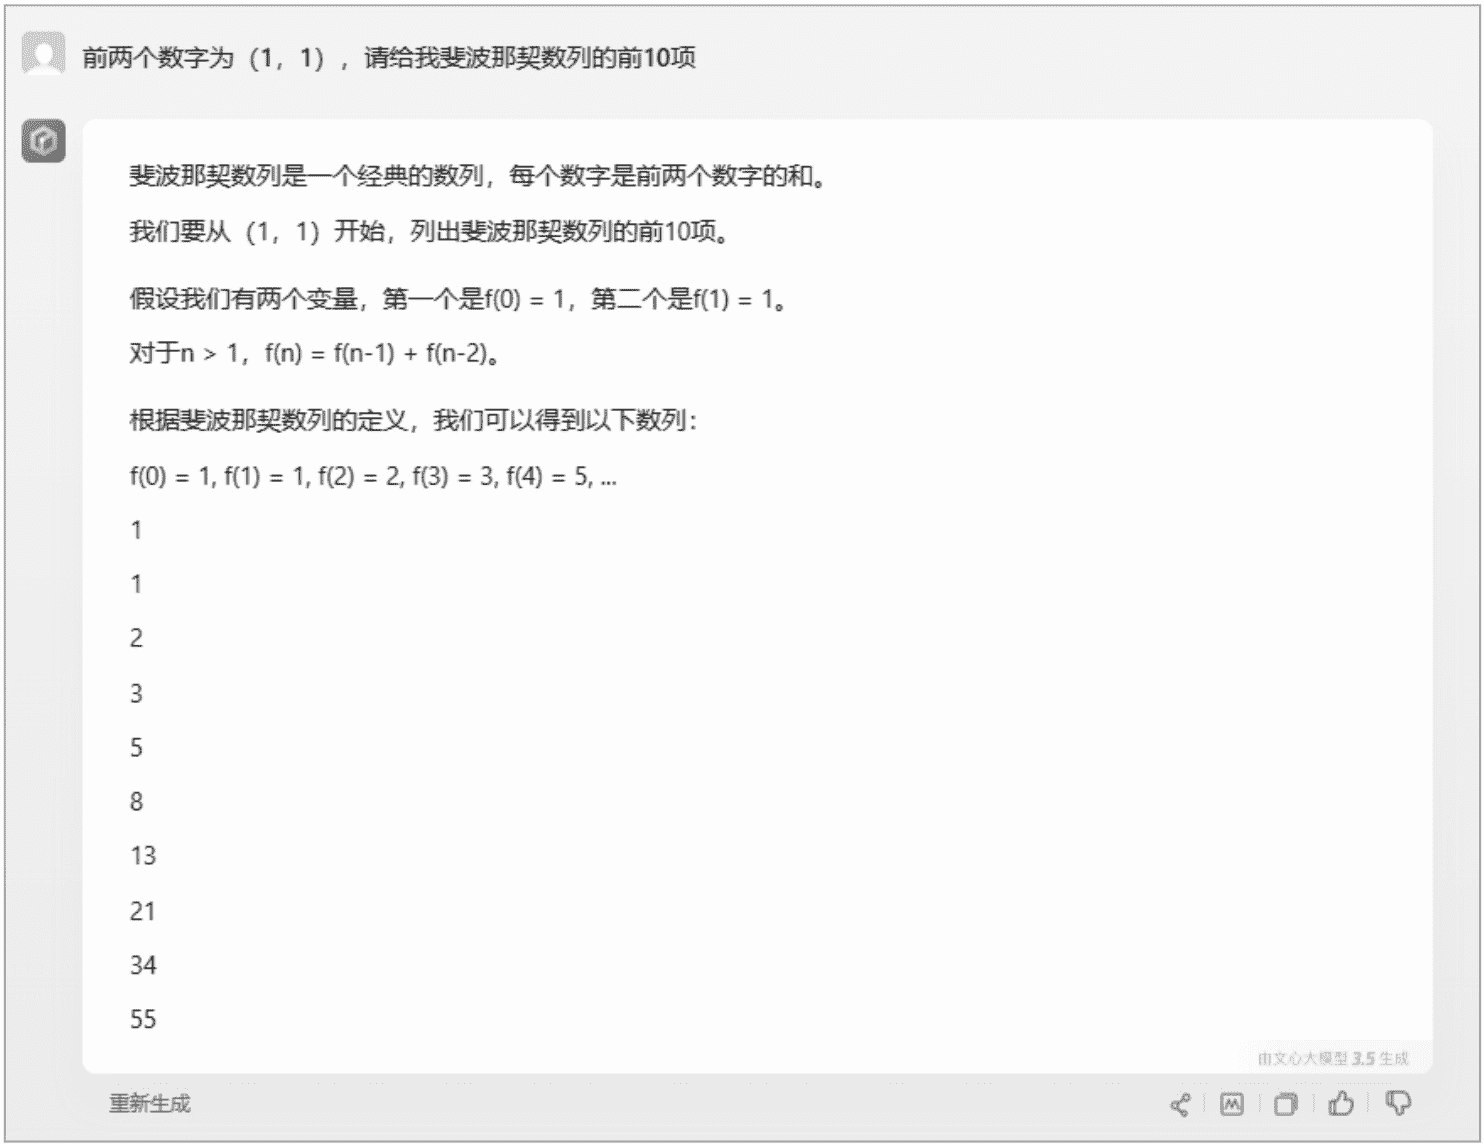 前两个数字为（1，1），请给我斐波那契数列的前10项
斐波那契数列是一个经典的数列，每个数字是前两个数字的和。
我们要从（1，1）开始，列出斐波那契数列的前10项。
假设我们有两个变量，第一个是f(0) = 1，第二个是f(1) = 1。
对于n > 1，f(n) = f(n-1) + f(n-2)。
根据斐波那契数列的定义，我们可以得到以下数列：
f(0) = 1, f(1) = 1, f(2) = 2, f(3) = 3, f(4) = 5, ...
1
1
2
3
5
8
13
21
34
55
由文心大模型 3.5 生成
重新生成